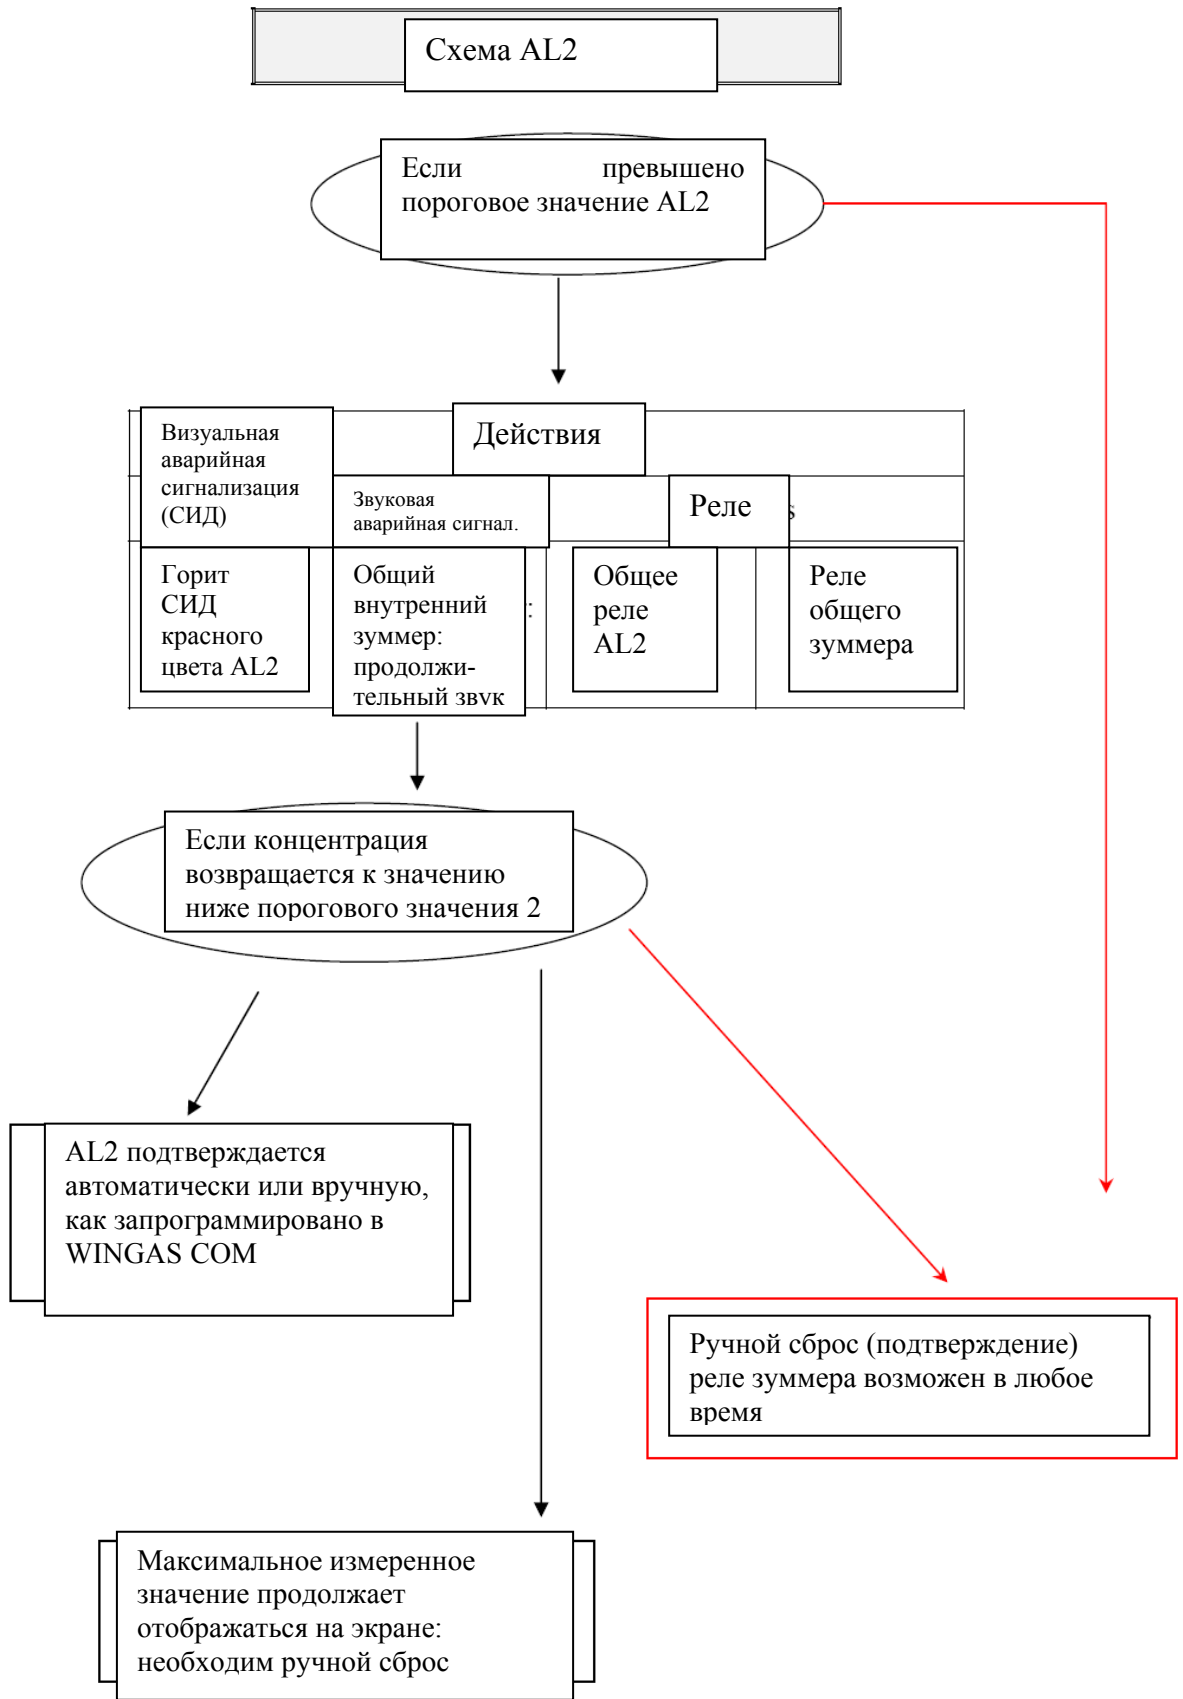 Схема AL2
Если превышено
пороговое значение AL2
Действия
Визуальная
аварийная
сигнализация
(СИД)
Звуковая
аварийная сигнал.
Реле
s
Горит
СИД
красного
цвета AL2
Общий
внутренний
зуммер:
продолжи-
тельный звук
:
Общее
реле
AL2
Реле
общего
зуммера
Если концентрация
возвращается к значению
ниже порогового значения 2
AL2 подтверждается
автоматически или вручную,
как запрограммировано в
WINGAS COM
Ручной сброс (подтверждение)
реле зуммера возможен в любое
время
Максимальное измеренное
значение продолжает
отображаться на экране:
необходим ручной сброс